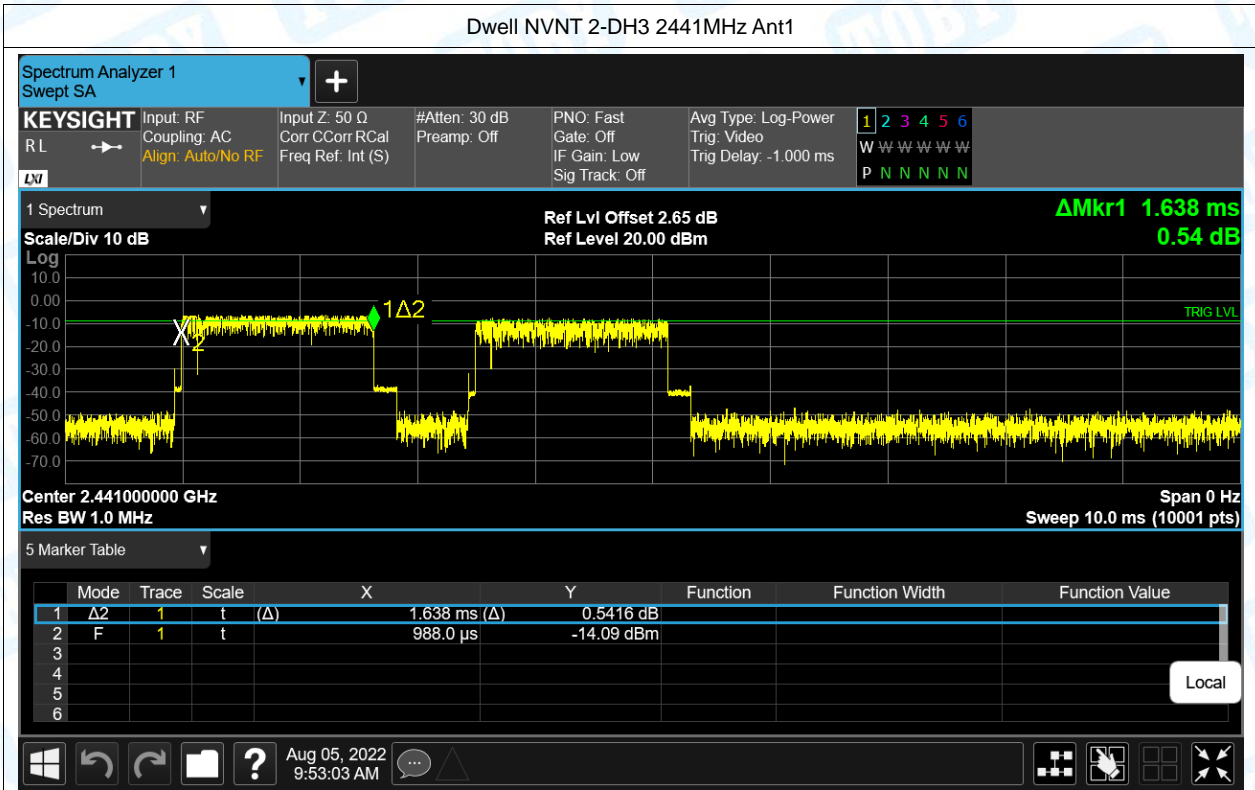 Dwell NVNT 2-DH3 2441MHz Ant1
Spectrum Analyzer 1
Swept SA
KEYSIGHT Input: RF Input Z: 50 Ω #Atten: 30 dB PNO: Fast Avg Type: Log-Power 1 2 3 4 5 6
RL Coupling: AC Corr CCorr RCal Preamp: Off Gate: Off Trig: Video W W W W W W
Align: Auto/No RF Freq Ref: Int (S) IF Gain: Low Trig Delay: -1.000 ms
LXI Sig Track: Off P N N N N N
1 Spectrum Ref Lvl Offset 2.65 dB ΔMkr1 1.638 ms
Scale/Div 10 dB Ref Level 20.00 dBm 0.54 dB
Log
10.0
0.00 1Δ2
TRIG LVL
-10.0
2
-20.0
-30.0
-40.0
-50.0
-60.0
-70.0
Center 2.441000000 GHz Span 0 Hz
Res BW 1.0 MHz Sweep 10.0 ms (10001 pts)
5 Marker Table
Mode Trace Scale X Y Function Function Width Function Value
1 Δ2 1 t (Δ) 1.638 ms (Δ) 0.5416 dB
2 F 1 t 988.0 µs -14.09 dBm
3
4
5
6
Local
? Aug 05, 2022
9:53:03 AM